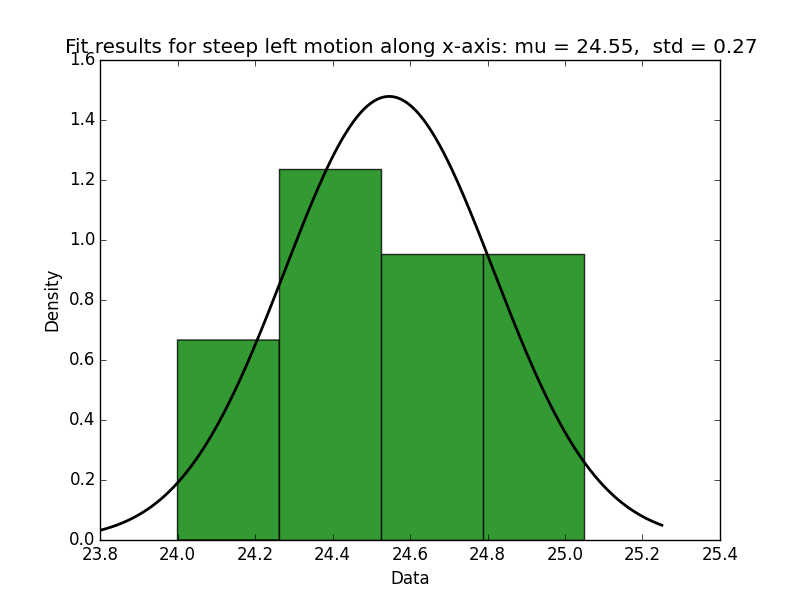 Fit results for steep left motion along x-axis: mu = 24.55,  std = 0.27
1.6
1.4
1.2
1.0
0.8
0.6
0.4
0.2
0.0
Density
23.8 24.0 24.2 24.4 24.6 24.8 25.0 25.2 25.4
Data